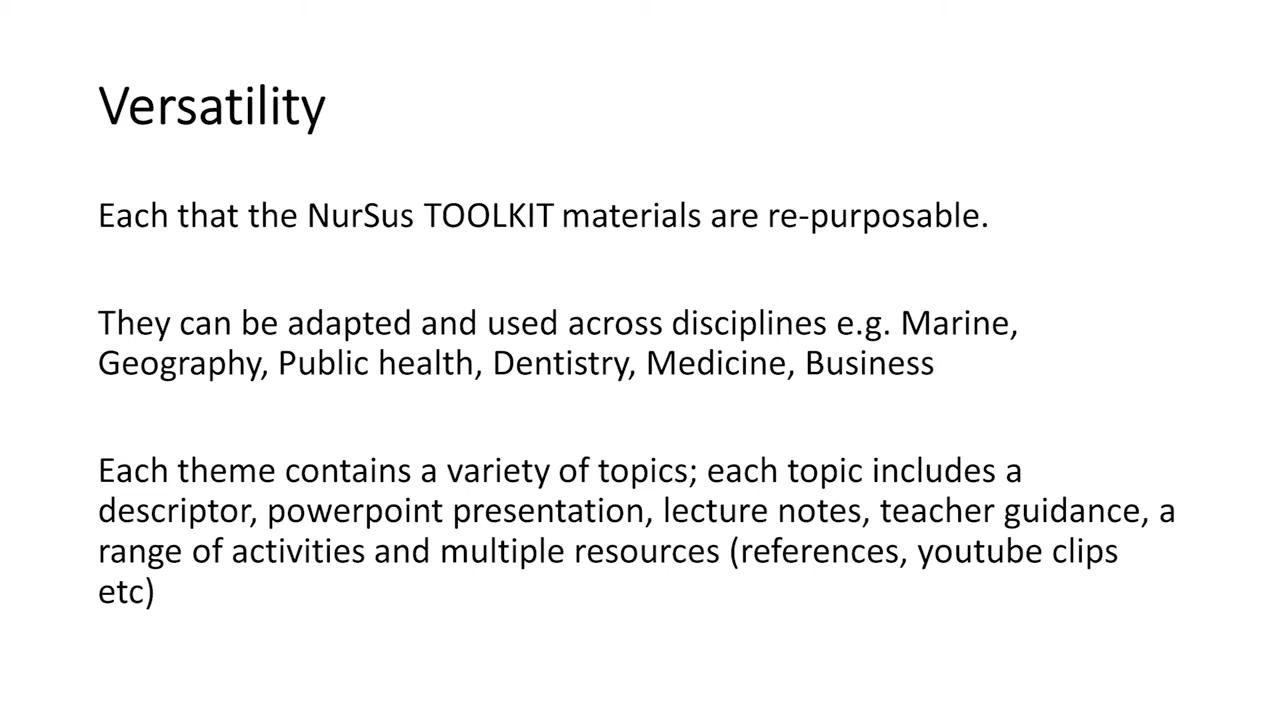 Versatility
Each that the NurSus TOOLKIT materials are re-purposable.
They can be adapted and used across disciplines e.g. Marine,
Geography, Public health, Dentistry, Medicine, Business
Each theme contains a variety of topics; each topic includes a
descriptor, powerpoint presentation, lecture notes, teacher guidance, a
range of activities and multiple resources (references, youtube clips
etc)